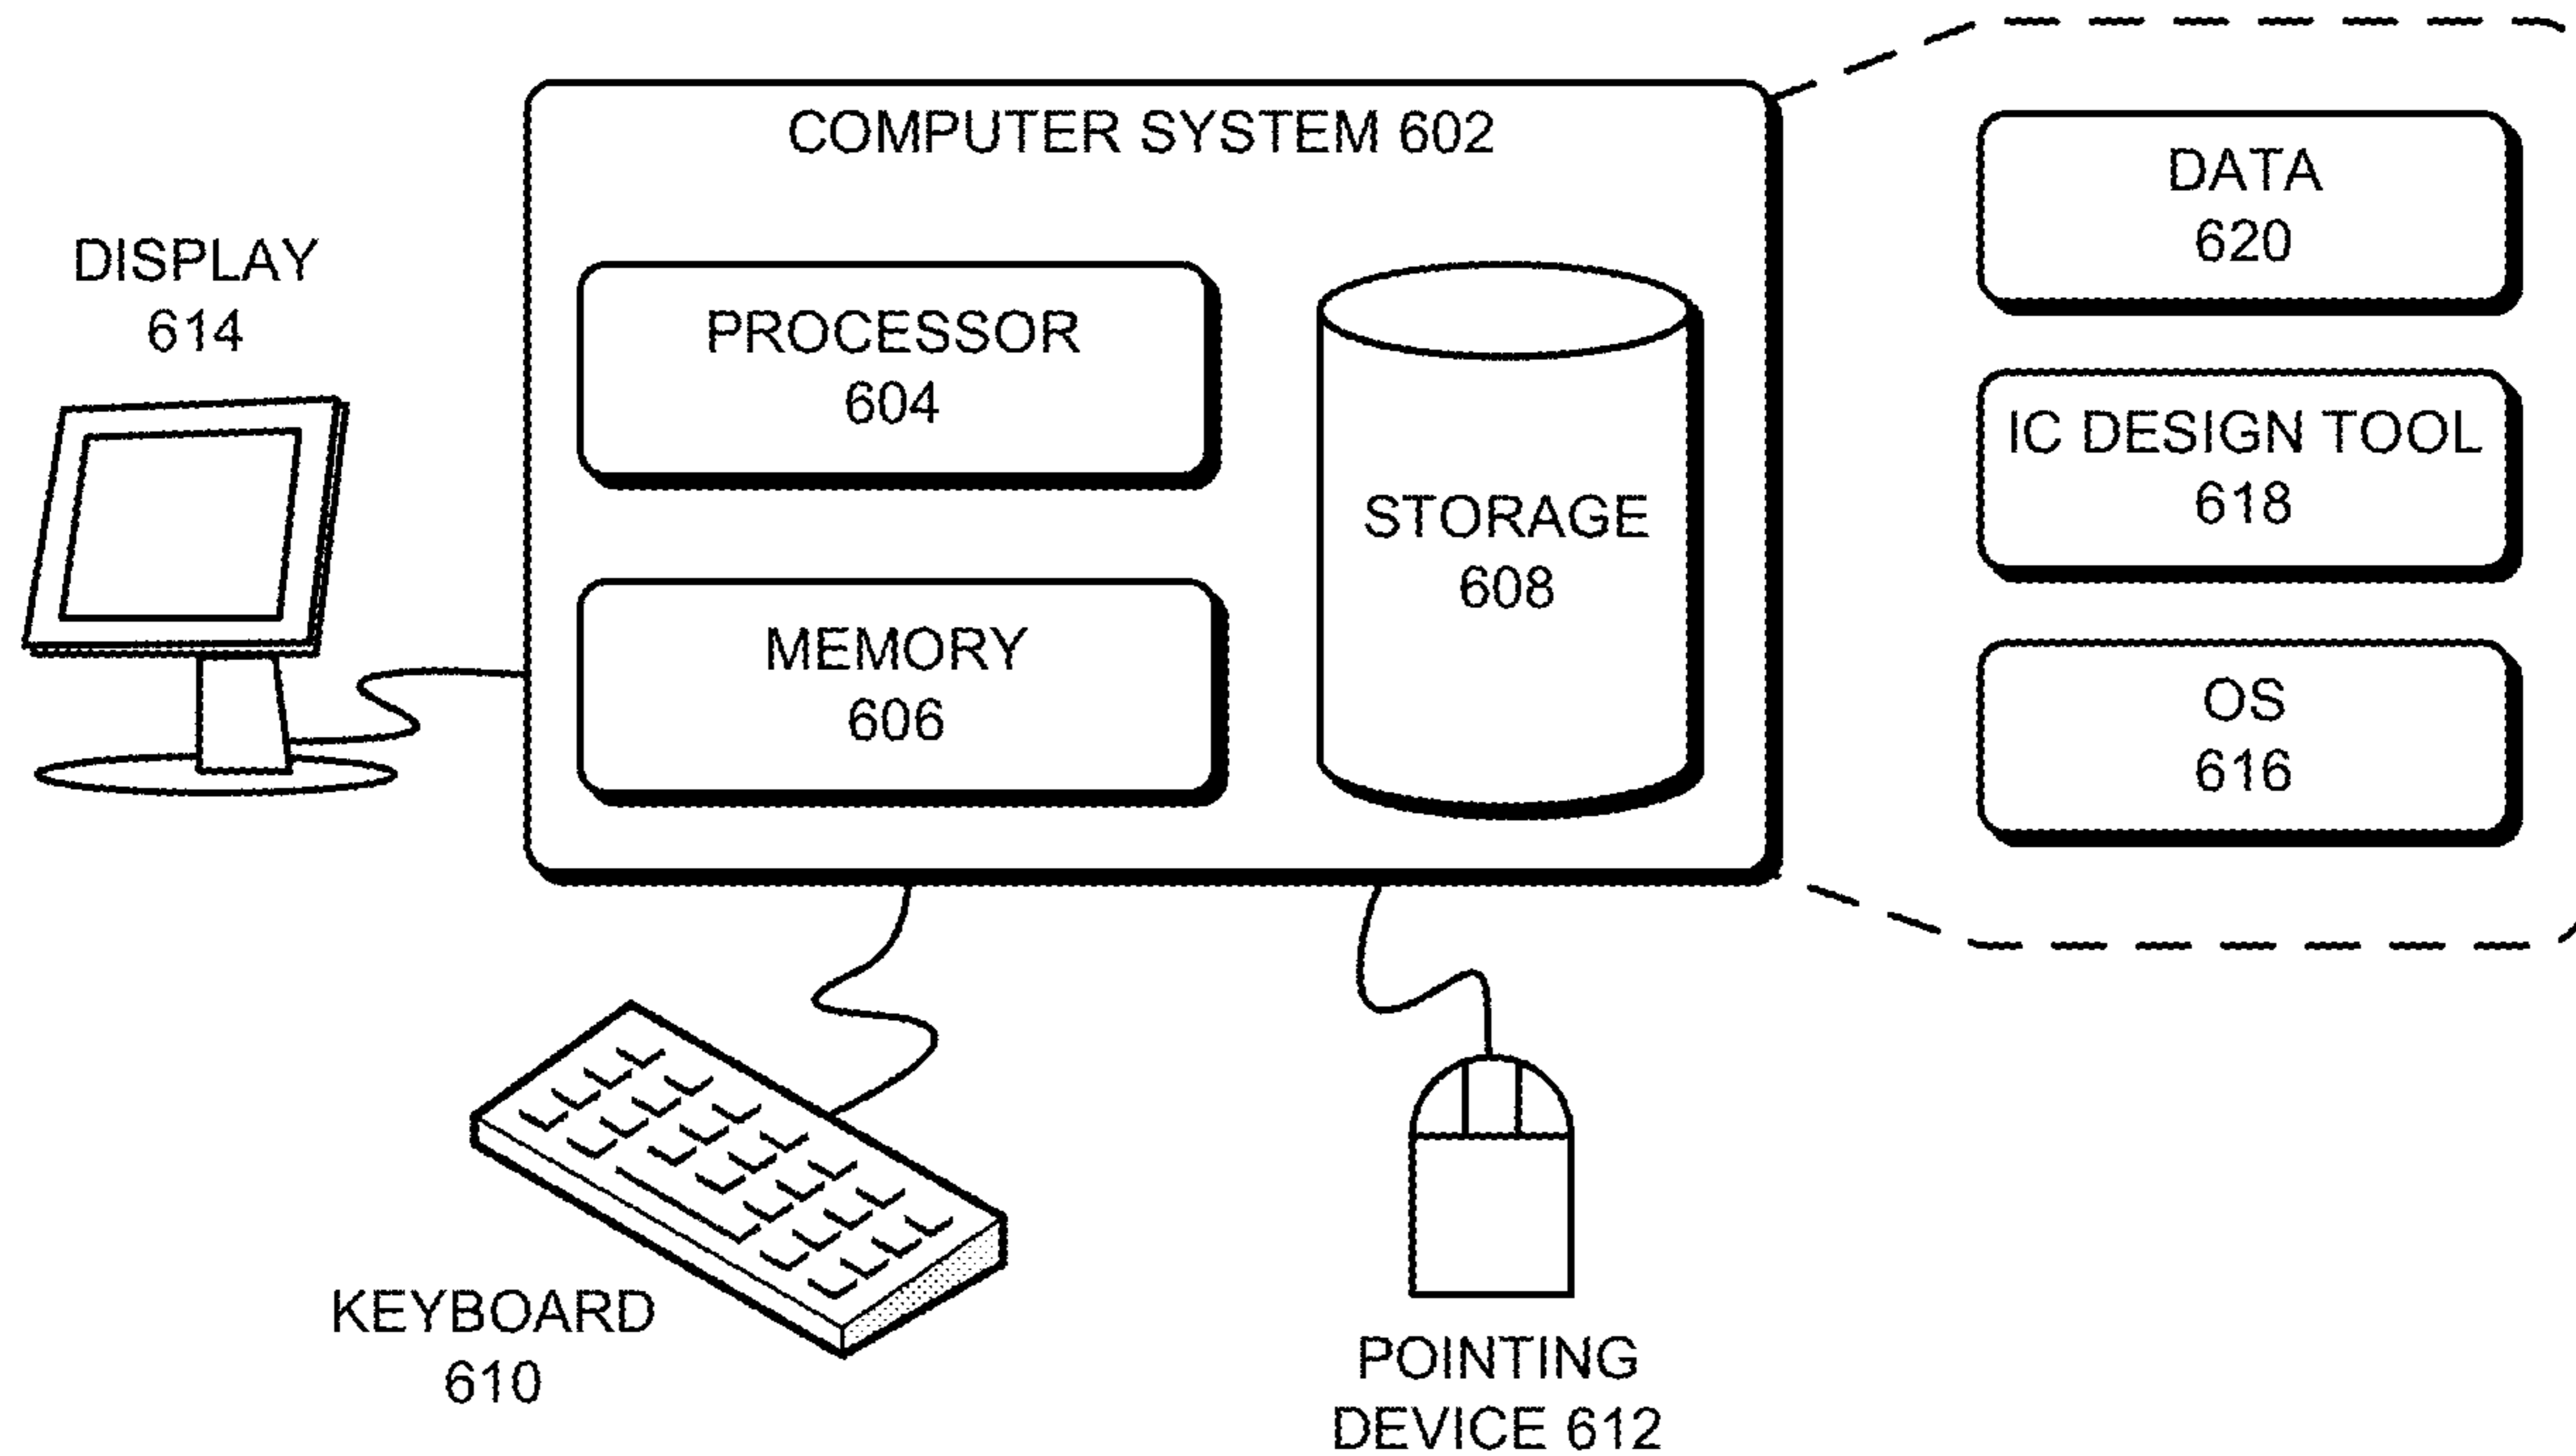 COMPUTER SYSTEM 602
DISPLAY
614
PROCESSOR
604
MEMORY
606
STORAGE
608
DATA
620
IC DESIGN TOOL
618
OS
616
KEYBOARD
610
POINTING
DEVICE 612